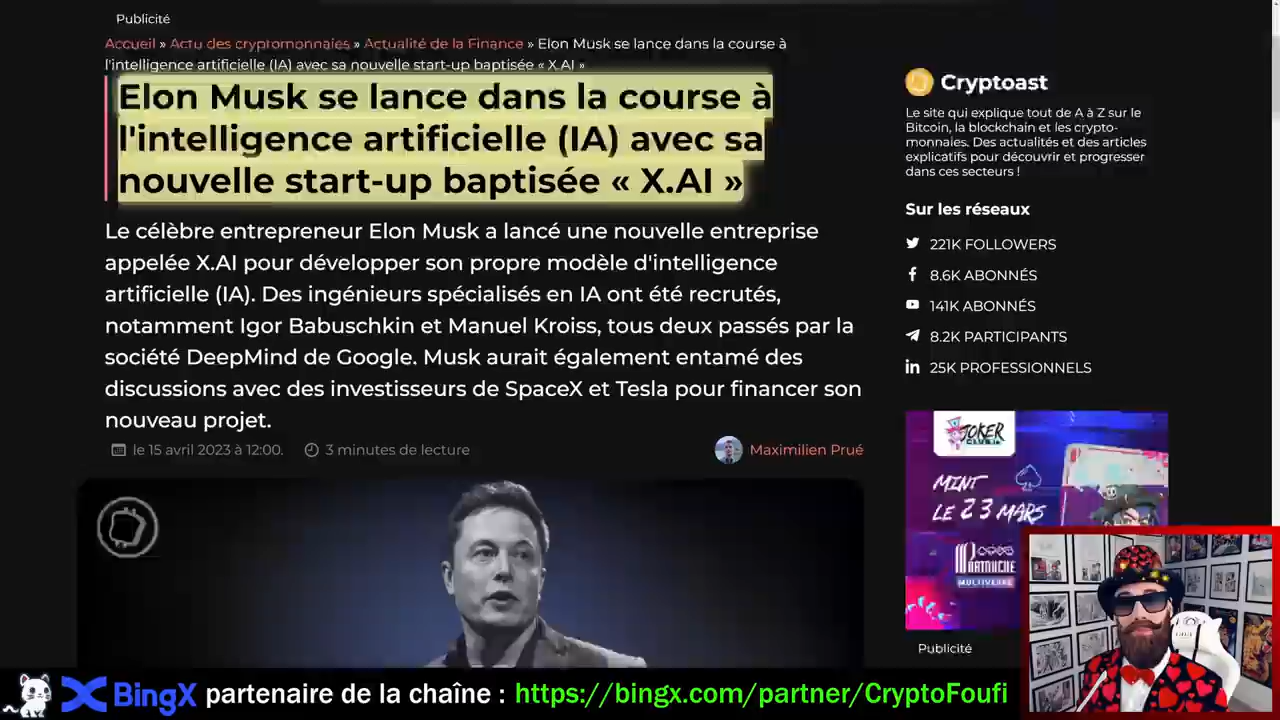 Publicité
Accueil » Actu des cryptomonnaies » Actualité de la Finance » Elon Musk se lance dans la course à
l'intelligence artificielle (IA) avec sa nouvelle start-up baptisée « X.AI »
Elon Musk se lance dans la course à
l'intelligence artificielle (IA) avec sa
nouvelle start-up baptisée « X.AI »
Le célèbre entrepreneur Elon Musk a lancé une nouvelle entreprise
appelée X.AI pour développer son propre modèle d'intelligence
artificielle (IA). Des ingénieurs spécialisés en IA ont été recrutés,
notamment Igor Babuschkin et Manuel Kroiss, tous deux passés par la
société DeepMind de Google. Musk aurait également entamé des
discussions avec des investisseurs de SpaceX et Tesla pour financer son
nouveau projet.
le 15 avril 2023 à 12:00.
3 minutes de lecture
Maximilien Prué
Cryptoast
Le site qui explique tout de A à Z sur le
Bitcoin, la blockchain et les crypto-
monnaies. Des actualités et des articles
explicatifs pour découvrir et progresser
dans ces secteurs !
Sur les réseaux
221K FOLLOWERS
8.6K ABONNÉS
141K ABONNÉS
8.2K PARTICIPANTS
25K PROFESSIONNELS
JOKER
MINT
LE 23 MARS
MULTIVERSE
Publicité
BingX partenaire de la chaîne : https://bingx.com/partner/CryptoFoufi